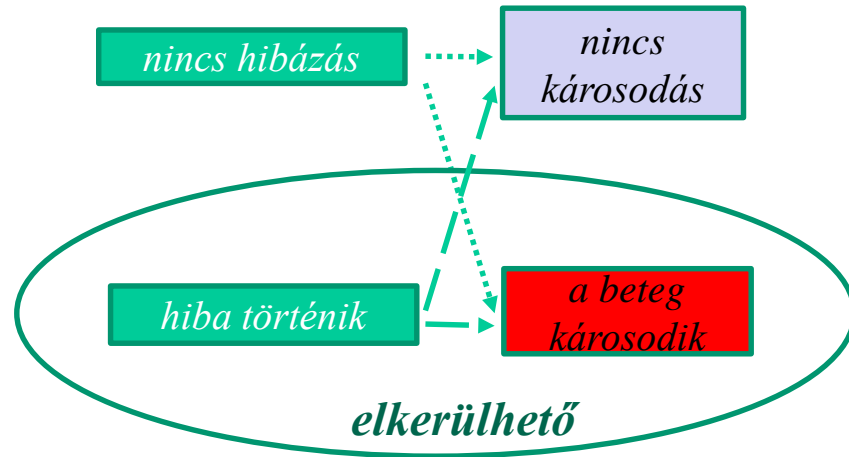 nincs hibázás
nincs
károsodás
hiba történik
a beteg
károsodik
elkerülhető